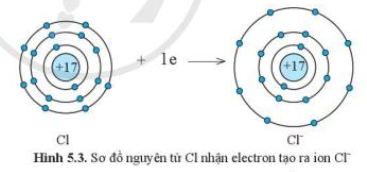 +17 + 1e +17
Cl Cl⁻
Hình 5.3. Sơ đồ nguyên tử Cl nhận electron tạo ra ion Cl⁻